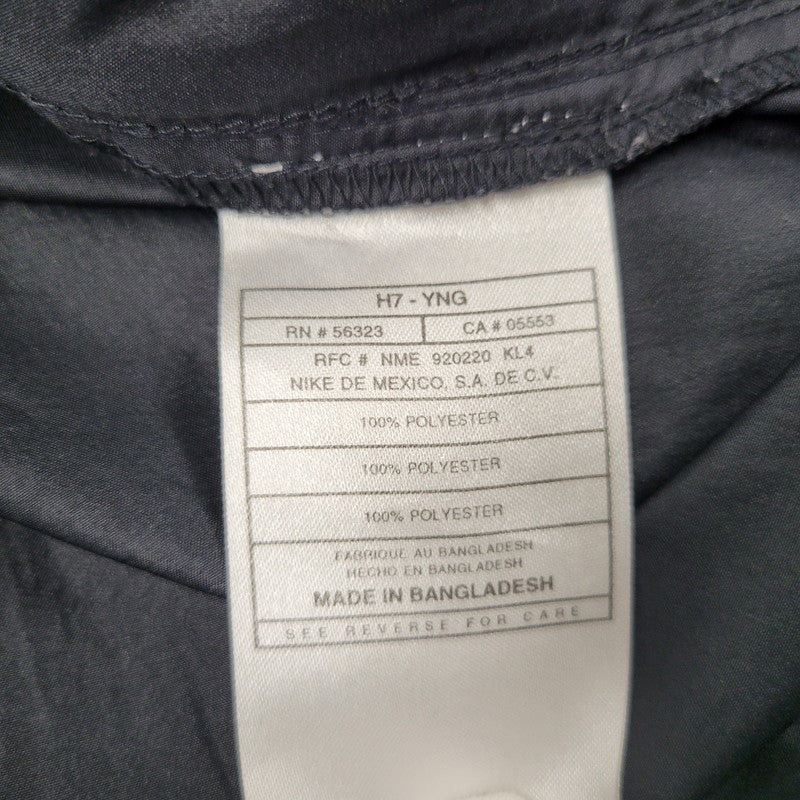 H7 - YNG
RN # 56323 CA # 05553
RFC # NME 920220 KL4
NIKE DE MEXICO, S.A. DE C.V.
100% POLYESTER
100% POLYESTER
100% POLYESTER
FABRIQUE AU BANGLADESH
HECHO EN BANGLADESH
MADE IN BANGLADESH
SEE REVERSE FOR CARE